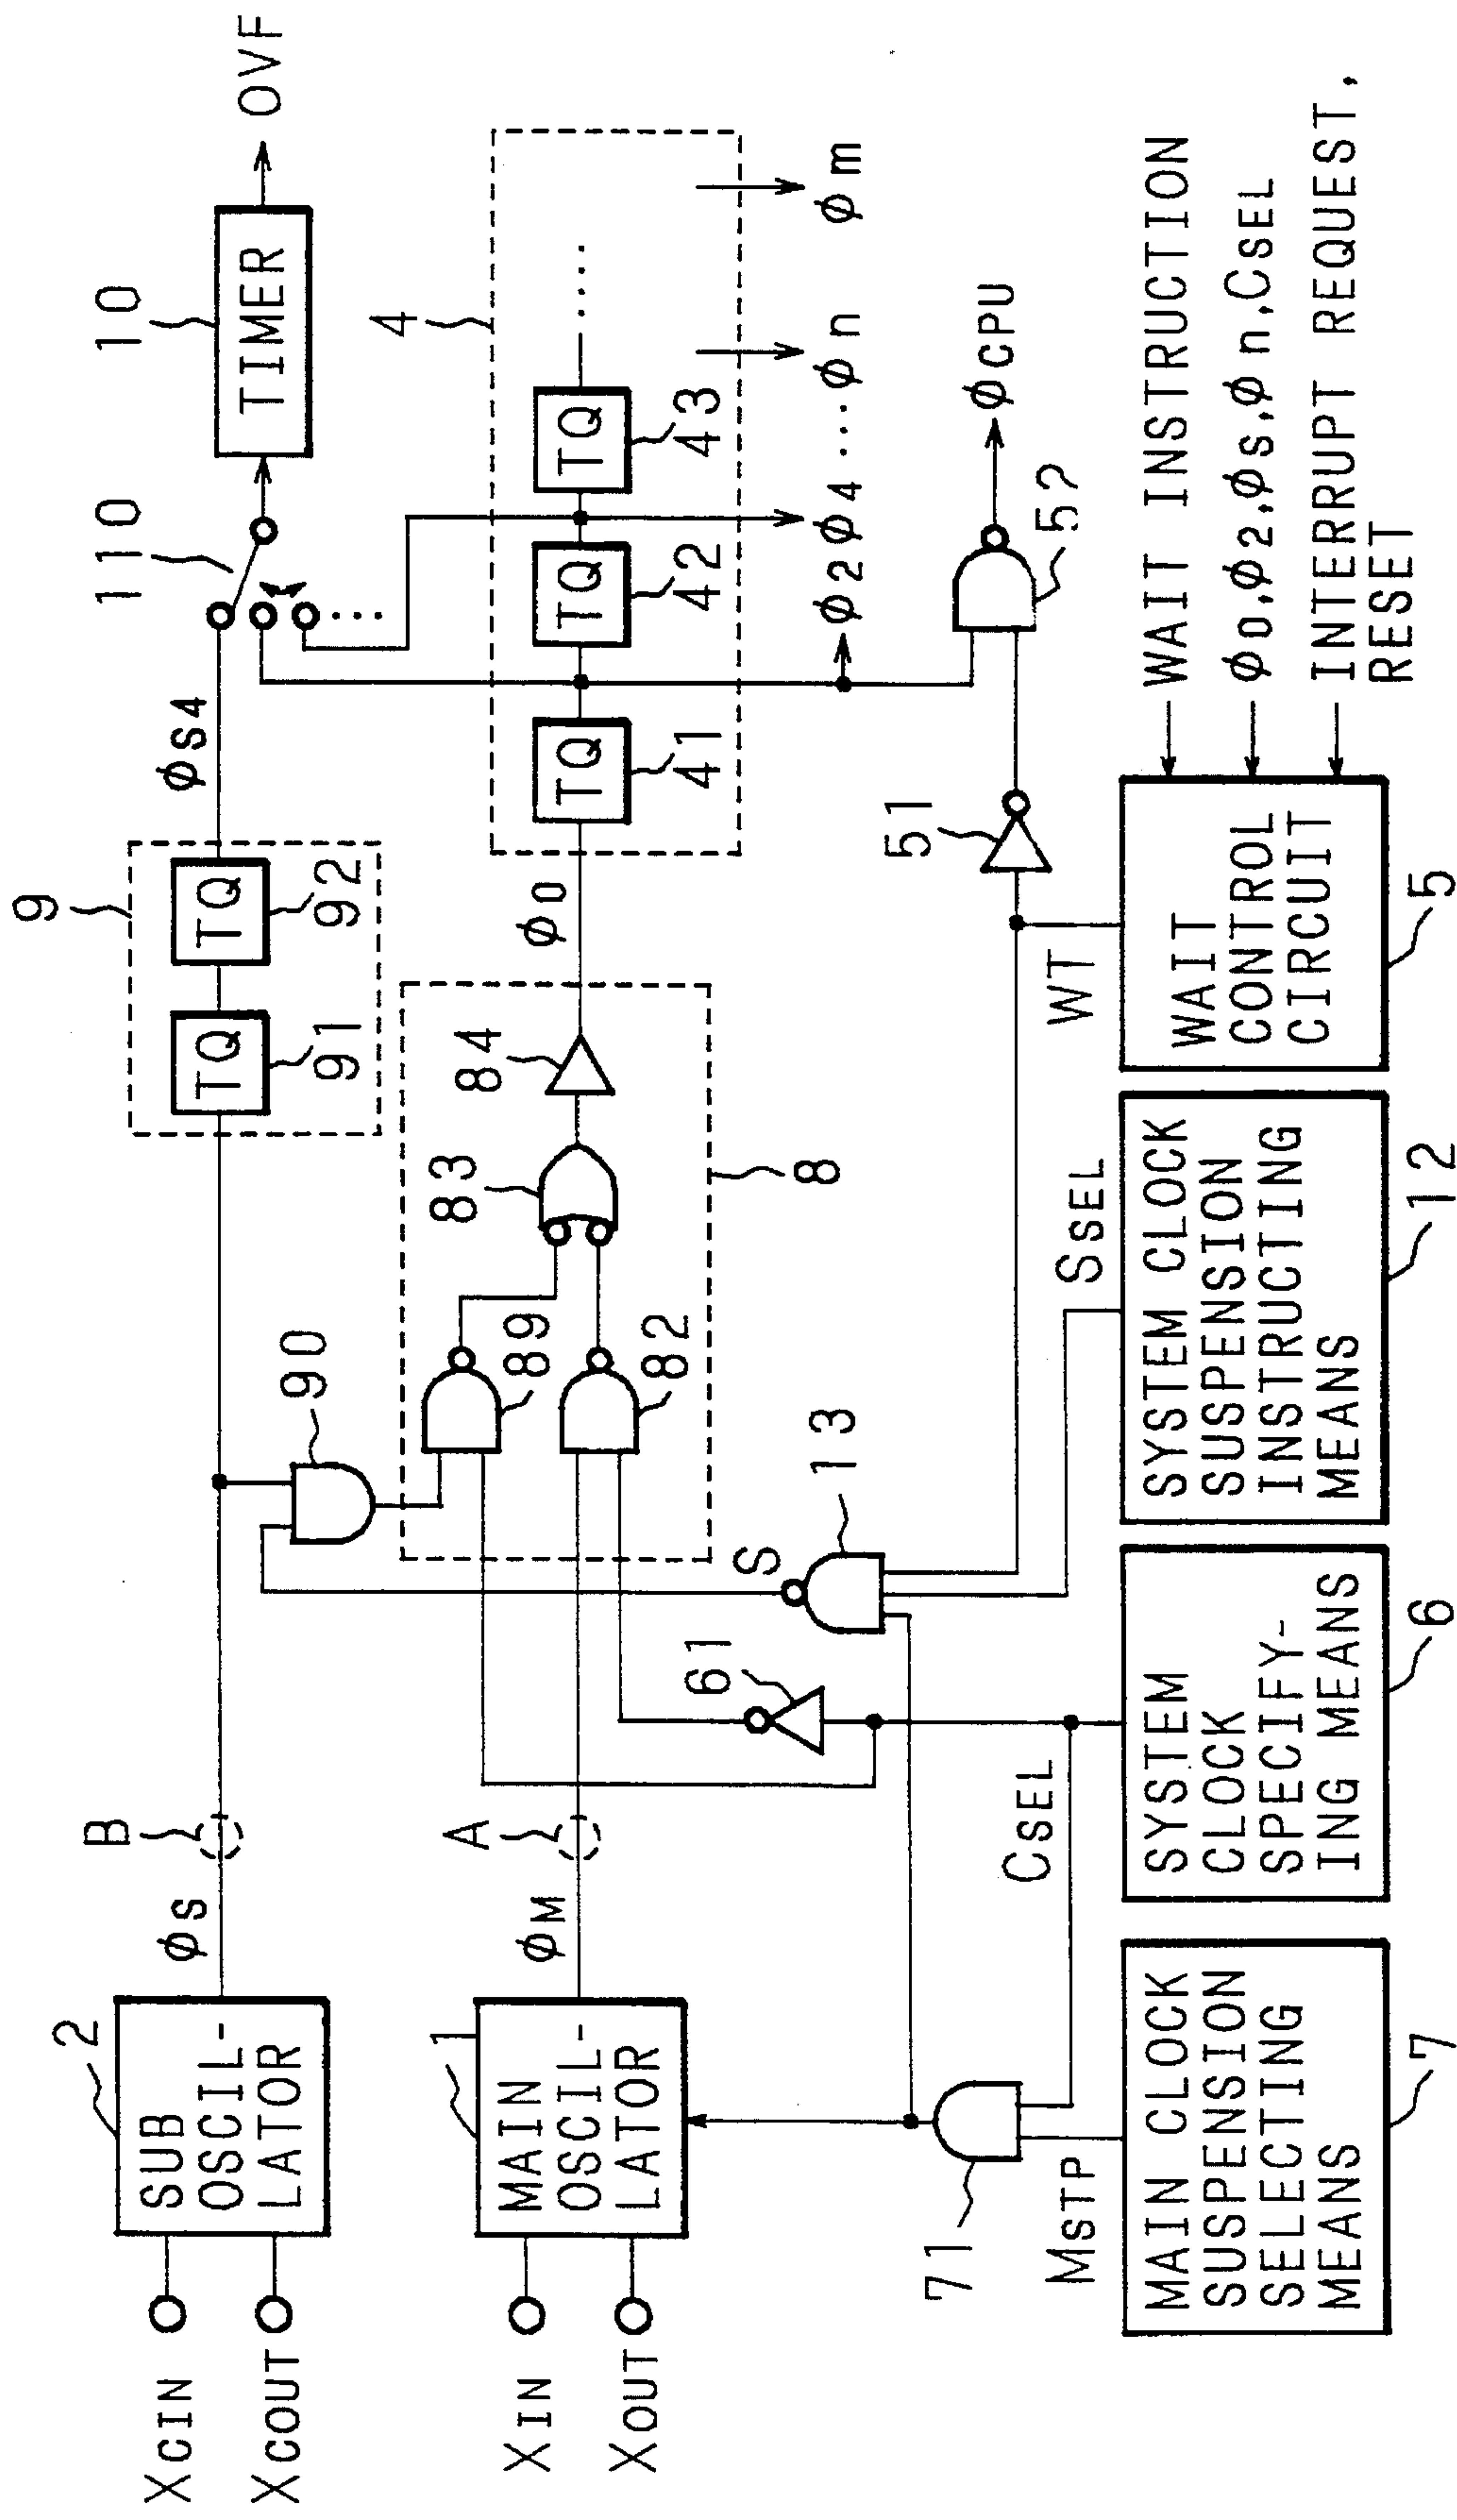 XCIN
XCOUT
2
SUB
OSCIL-
LATOR
φS
B
9
TQ
91
TQ
92
φS4
110
10
TIMER
OVF
XIN
XOUT
1
MAIN
OSCIL-
LATOR
φM
A
90
89
82
83
84
8
φ0
4
TQ
41
TQ
42
TQ
43
....
φ2 φ4 ... φn φm
71
MSTP
CSEL
61
S
13
SSEL
WT
51
52
φCPU
MAIN CLOCK
SUSPENSION
SELECTING
MEANS
7
SYSTEM
CLOCK
SPECIFY-
ING MEANS
6
SYSTEM CLOCK
SUSPENSION
INSTRUCTING
MEANS
12
WAIT
CONTROL
CIRCUIT
5
WAIT INSTRUCTION
φ0,φ2,φS,φn,CSEL
INTERRUPT REQUEST,
RESET